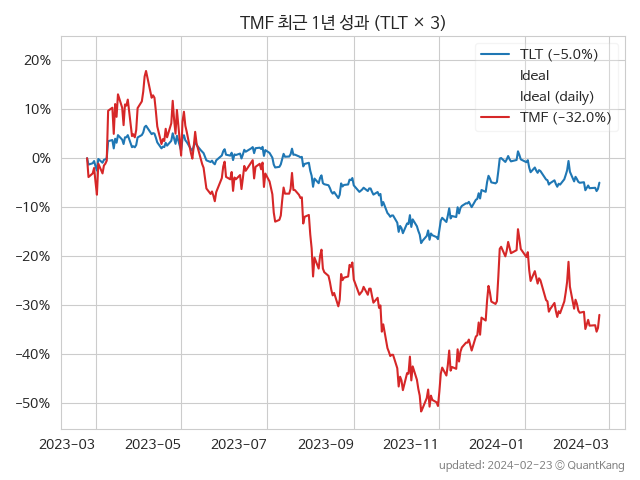 TMF 최근 1년 성과 (TLT × 3)
TLT (−5.0%)
Ideal
Ideal (daily)
TMF (−32.0%)
20%
10%
0%
−10%
−20%
−30%
−40%
−50%
2023-03 2023-05 2023-07 2023-09 2023-11 2024-01 2024-03
updated: 2024-02-23 © QuantKang